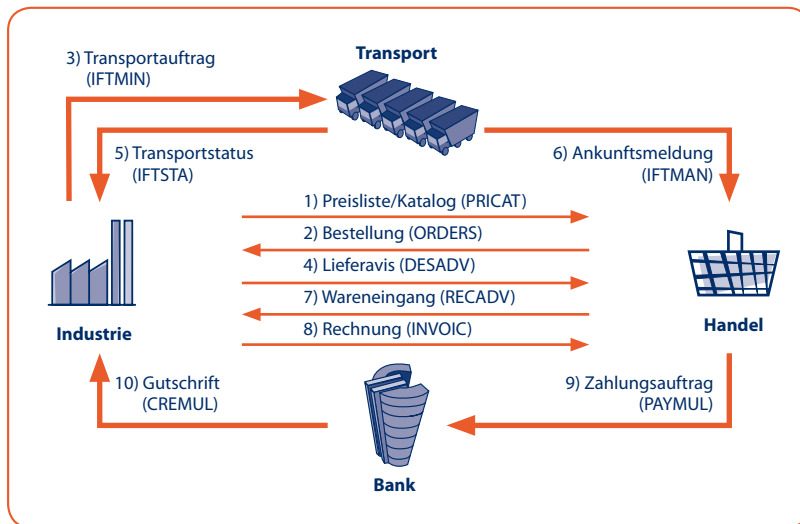 Transport
3) Transportauftrag
(IFTMIN)
5) Transportstatus
(IFTSTA)
6) Ankunftsmeldung
(IFTMAN)
1) Preisliste/Katalog (PRICAT)
2) Bestellung (ORDERS)
4) Lieferavis (DESADV)
7) Wareneingang (RECADV)
8) Rechnung (INVOIC)
Industrie
Handel
10) Gutschrift
(CREMUL)
9) Zahlungsauftrag
(PAYMUL)
Bank